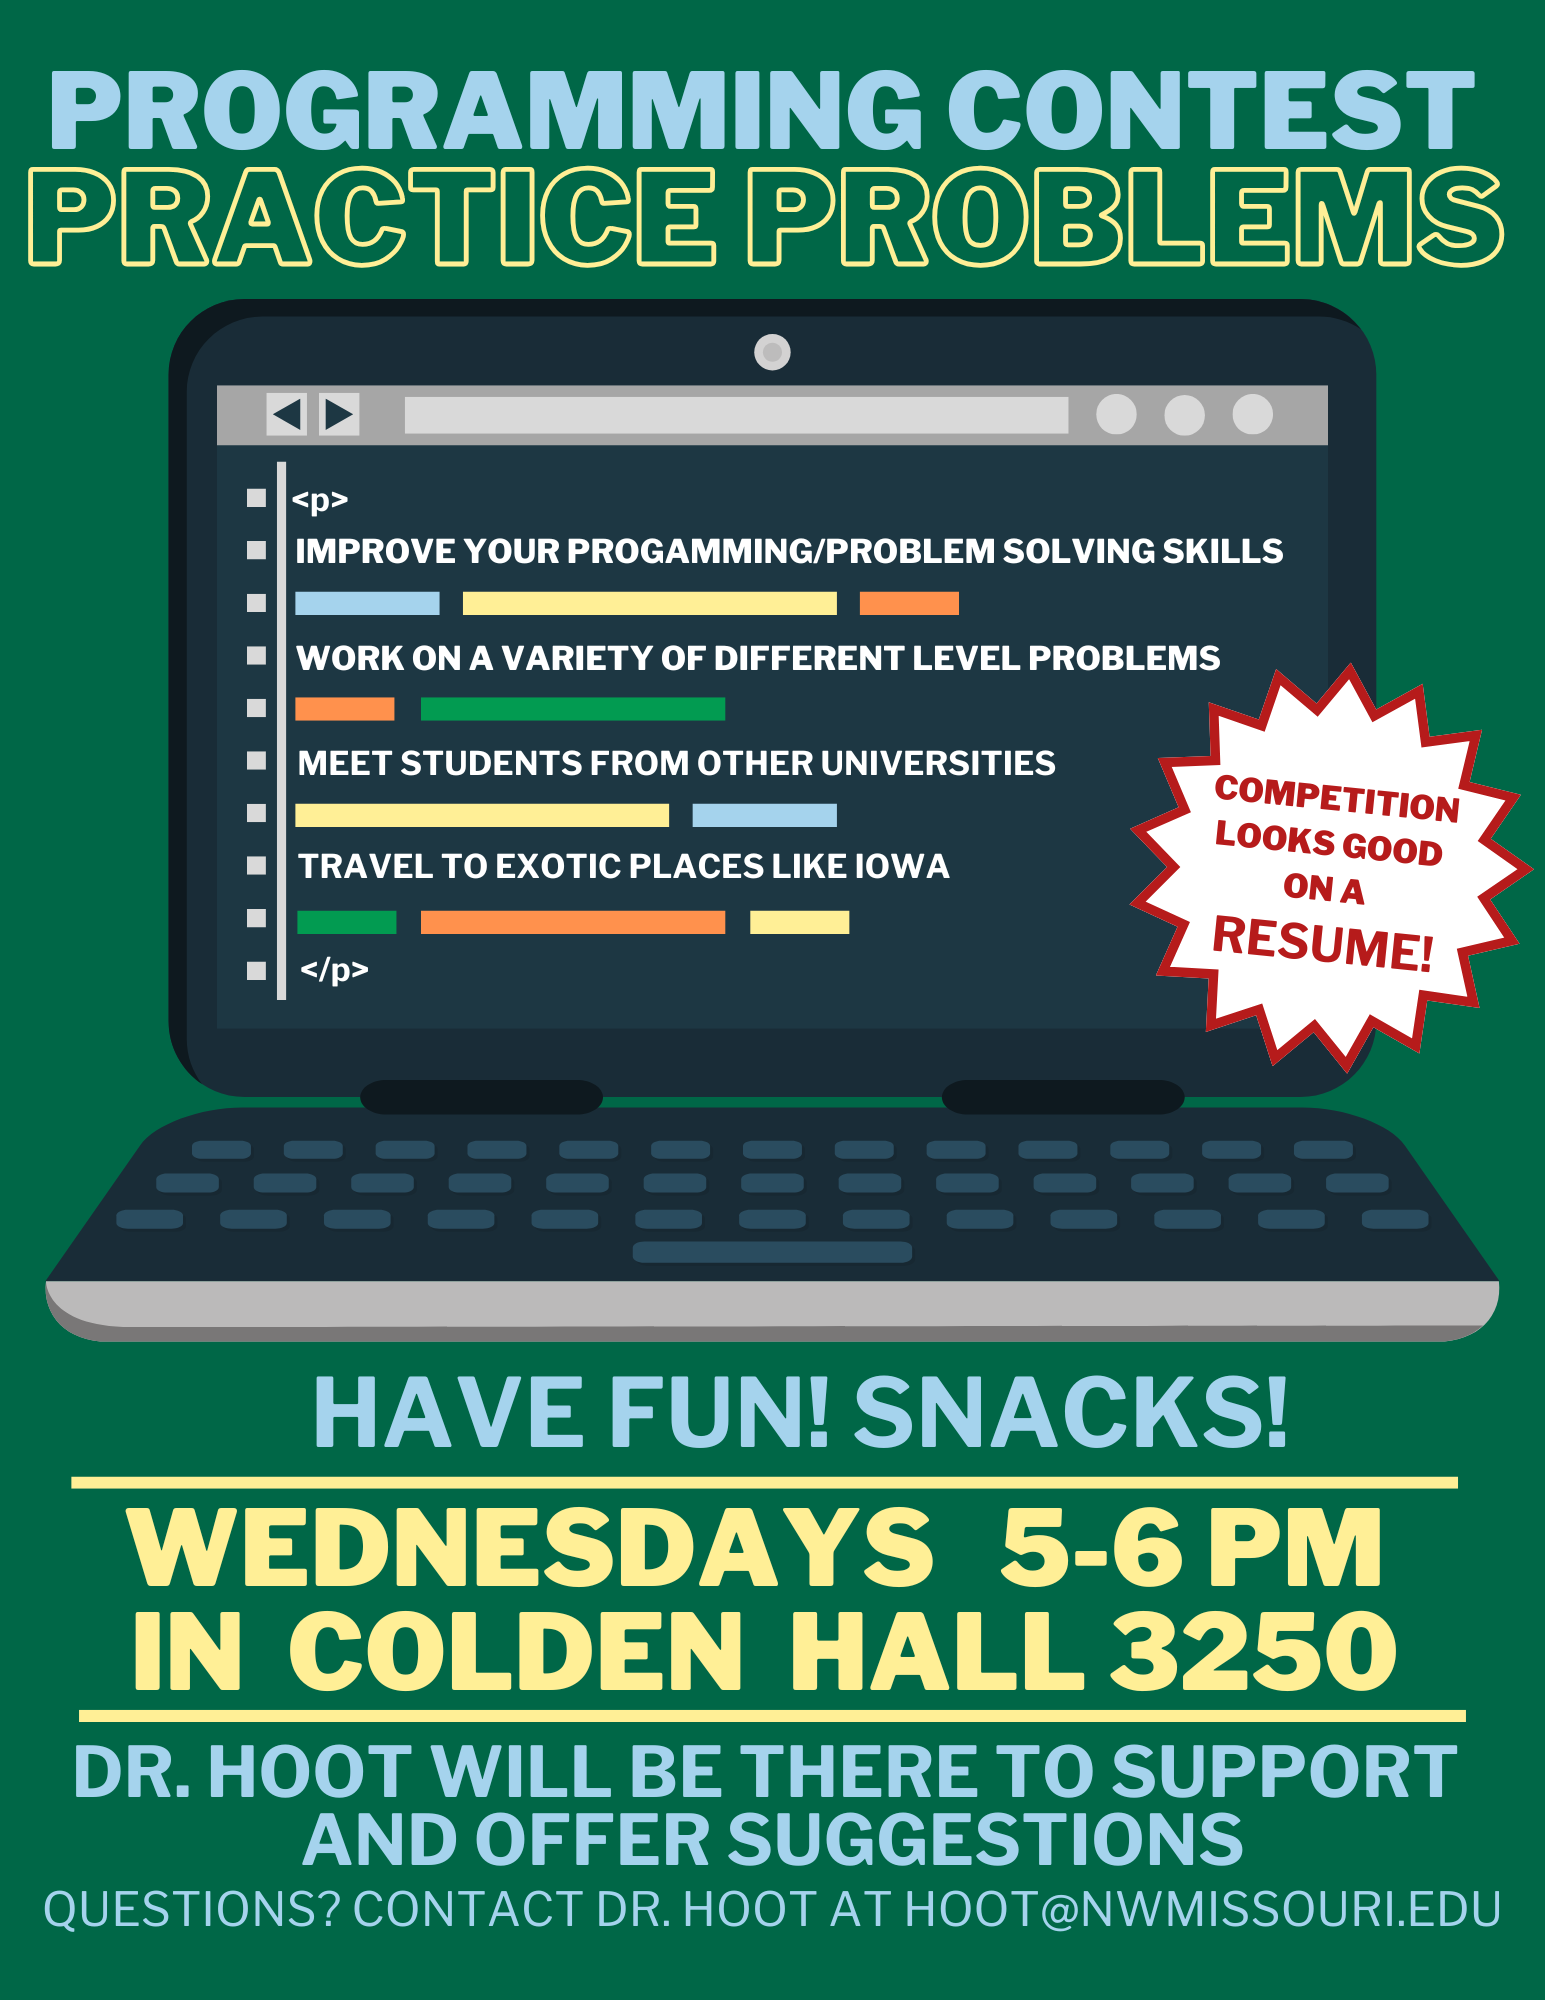 PROGRAMMING CONTEST
PRACTICE PROBLEMS
<p>
IMPROVE YOUR PROGAMMING/PROBLEM SOLVING SKILLS
WORK ON A VARIETY OF DIFFERENT LEVEL PROBLEMS
MEET STUDENTS FROM OTHER UNIVERSITIES
TRAVEL TO EXOTIC PLACES LIKE IOWA
</p>
COMPETITION
LOOKS GOOD
ON A
RESUME!
HAVE FUN! SNACKS!
WEDNESDAYS 5-6 PM
IN COLDEN HALL 3250
DR. HOOT WILL BE THERE TO SUPPORT
AND OFFER SUGGESTIONS
QUESTIONS? CONTACT DR. HOOT AT HOOT@NWMISSOURI.EDU